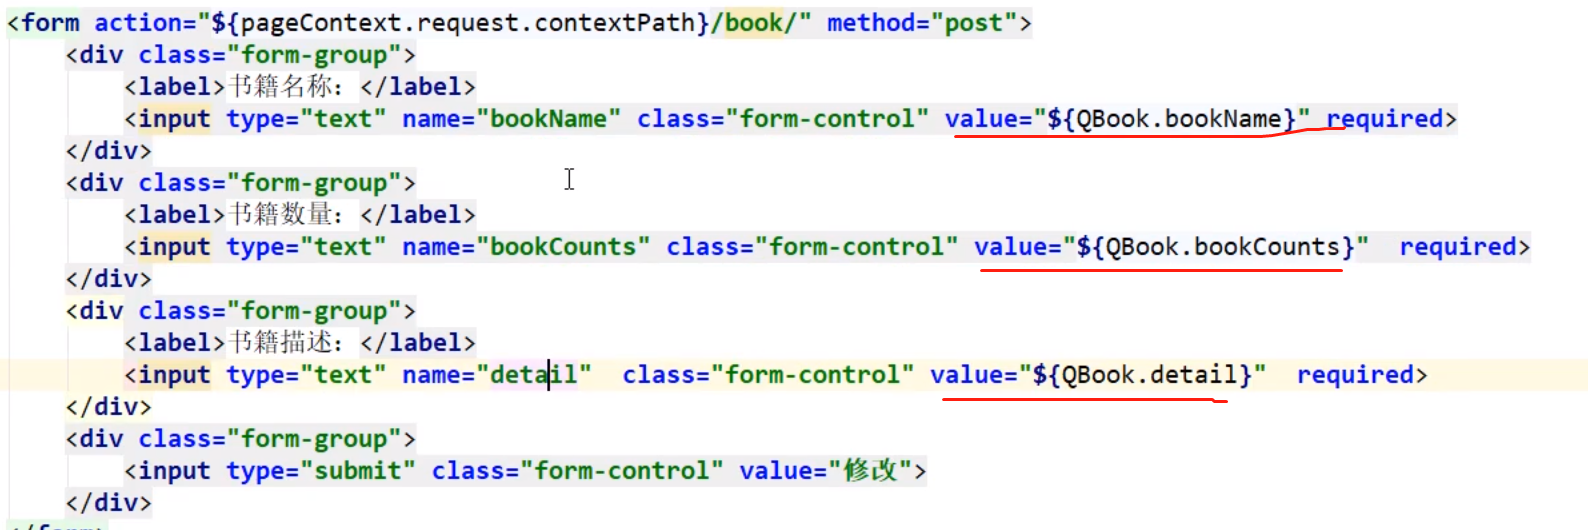 <form action="${pageContext.request.contextPath}/book/" method="post">
<div class="form-group">
<label>书籍名称：</label>
<input type="text" name="bookName" class="form-control" value="${QBook.bookName}" required>
</div>
<div class="form-group">
<label>书籍数量：</label>
<input type="text" name="bookCounts" class="form-control" value="${QBook.bookCounts}"  required>
</div>
<div class="form-group">
<label>书籍描述：</label>
<input type="text" name="detail"  class="form-control" value="${QBook.detail}"  required>
</div>
<div class="form-group">
<input type="submit" class="form-control" value="修改">
</div>
</form>